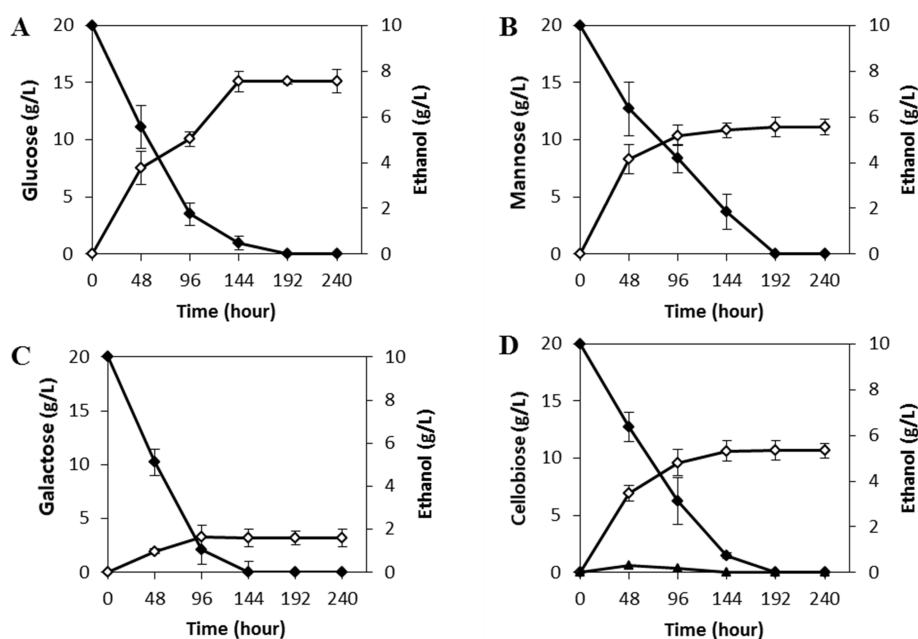 A
20
15
10
5
0
Glucose (g/L)
10
8
6
4
2
0
Ethanol (g/L)
0 48 96 144 192 240
Time (hour)
B
20
15
10
5
0
Mannose (g/L)
10
8
6
4
2
0
Ethanol (g/L)
0 48 96 144 192 240
Time (hour)
C
20
15
10
5
0
Galactose (g/L)
10
8
6
4
2
0
Ethanol (g/L)
0 48 96 144 192 240
Time (hour)
D
20
15
10
5
0
Cellobiose (g/L)
10
8
6
4
2
0
Ethanol (g/L)
0 48 96 144 192 240
Time (hour)